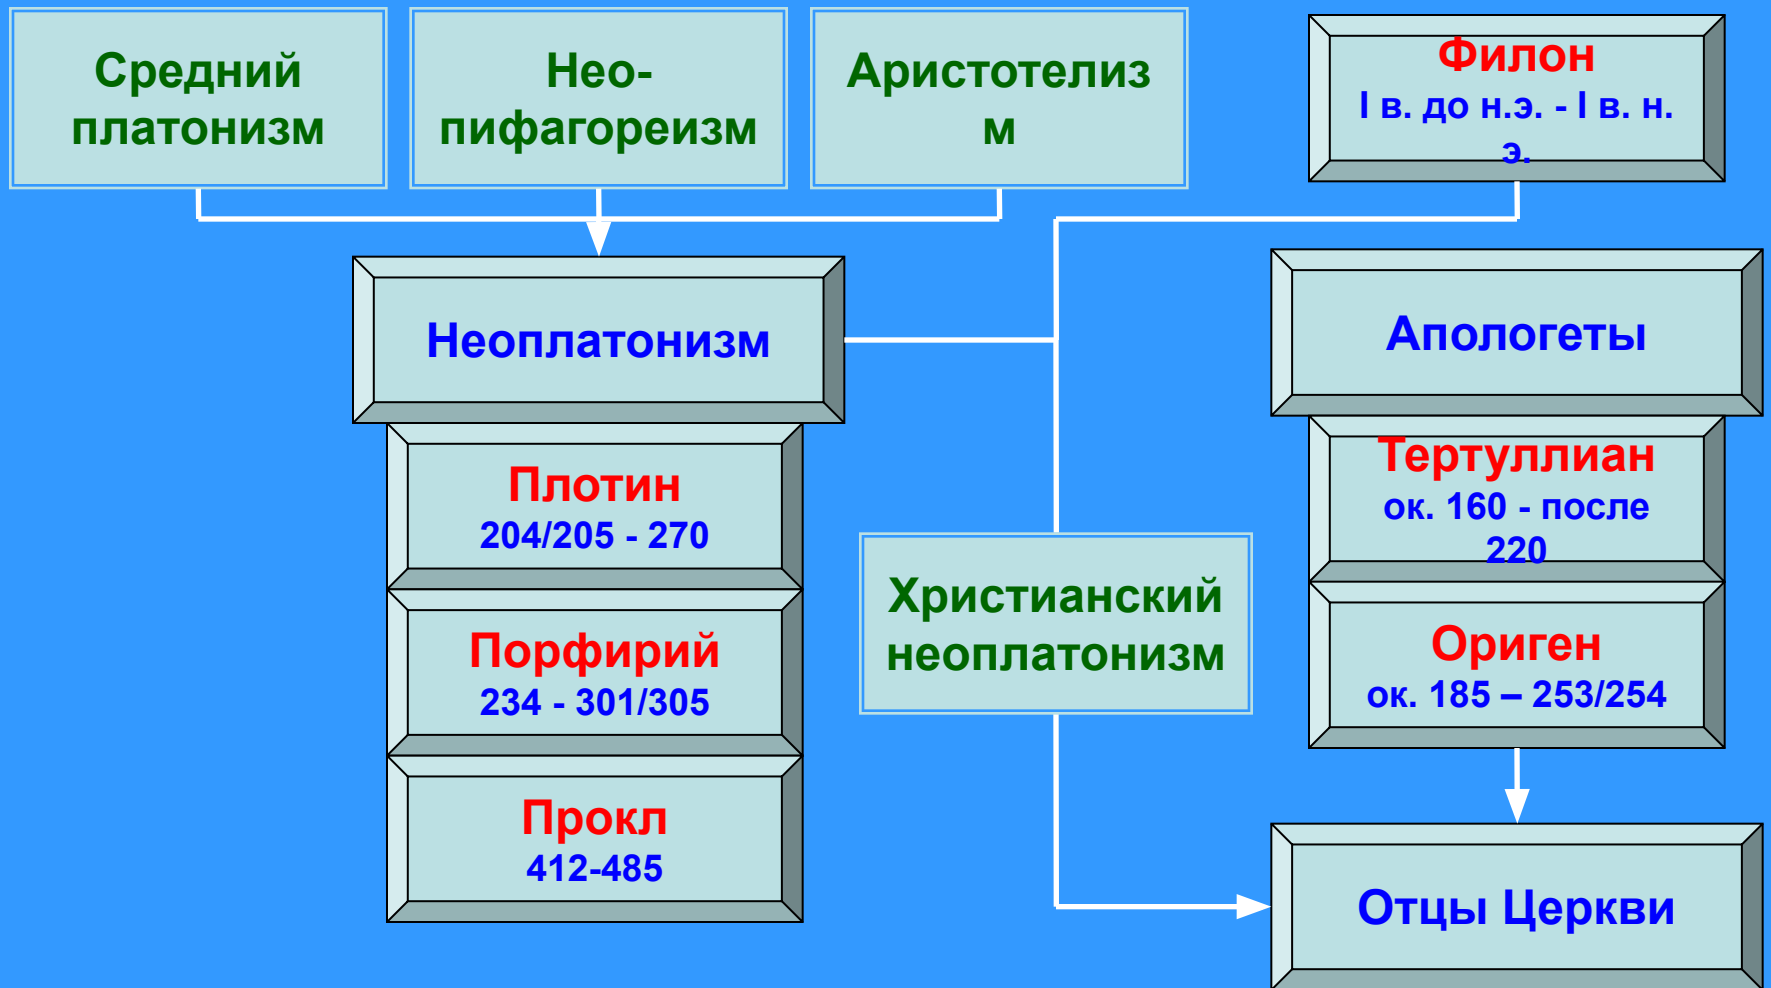 Средний
платонизм
Нео-
пифагореизм
Аристотелиз
м
Филон
I в. до н.э. - I в. н.
э.
Неоплатонизм
Апологеты
Плотин
204/205 - 270
Порфирий
234 - 301/305
Прокл
412-485
Христианский
неоплатонизм
Тертуллиан
ок. 160 - после
220
Ориген
ок. 185 – 253/254
Отцы Церкви